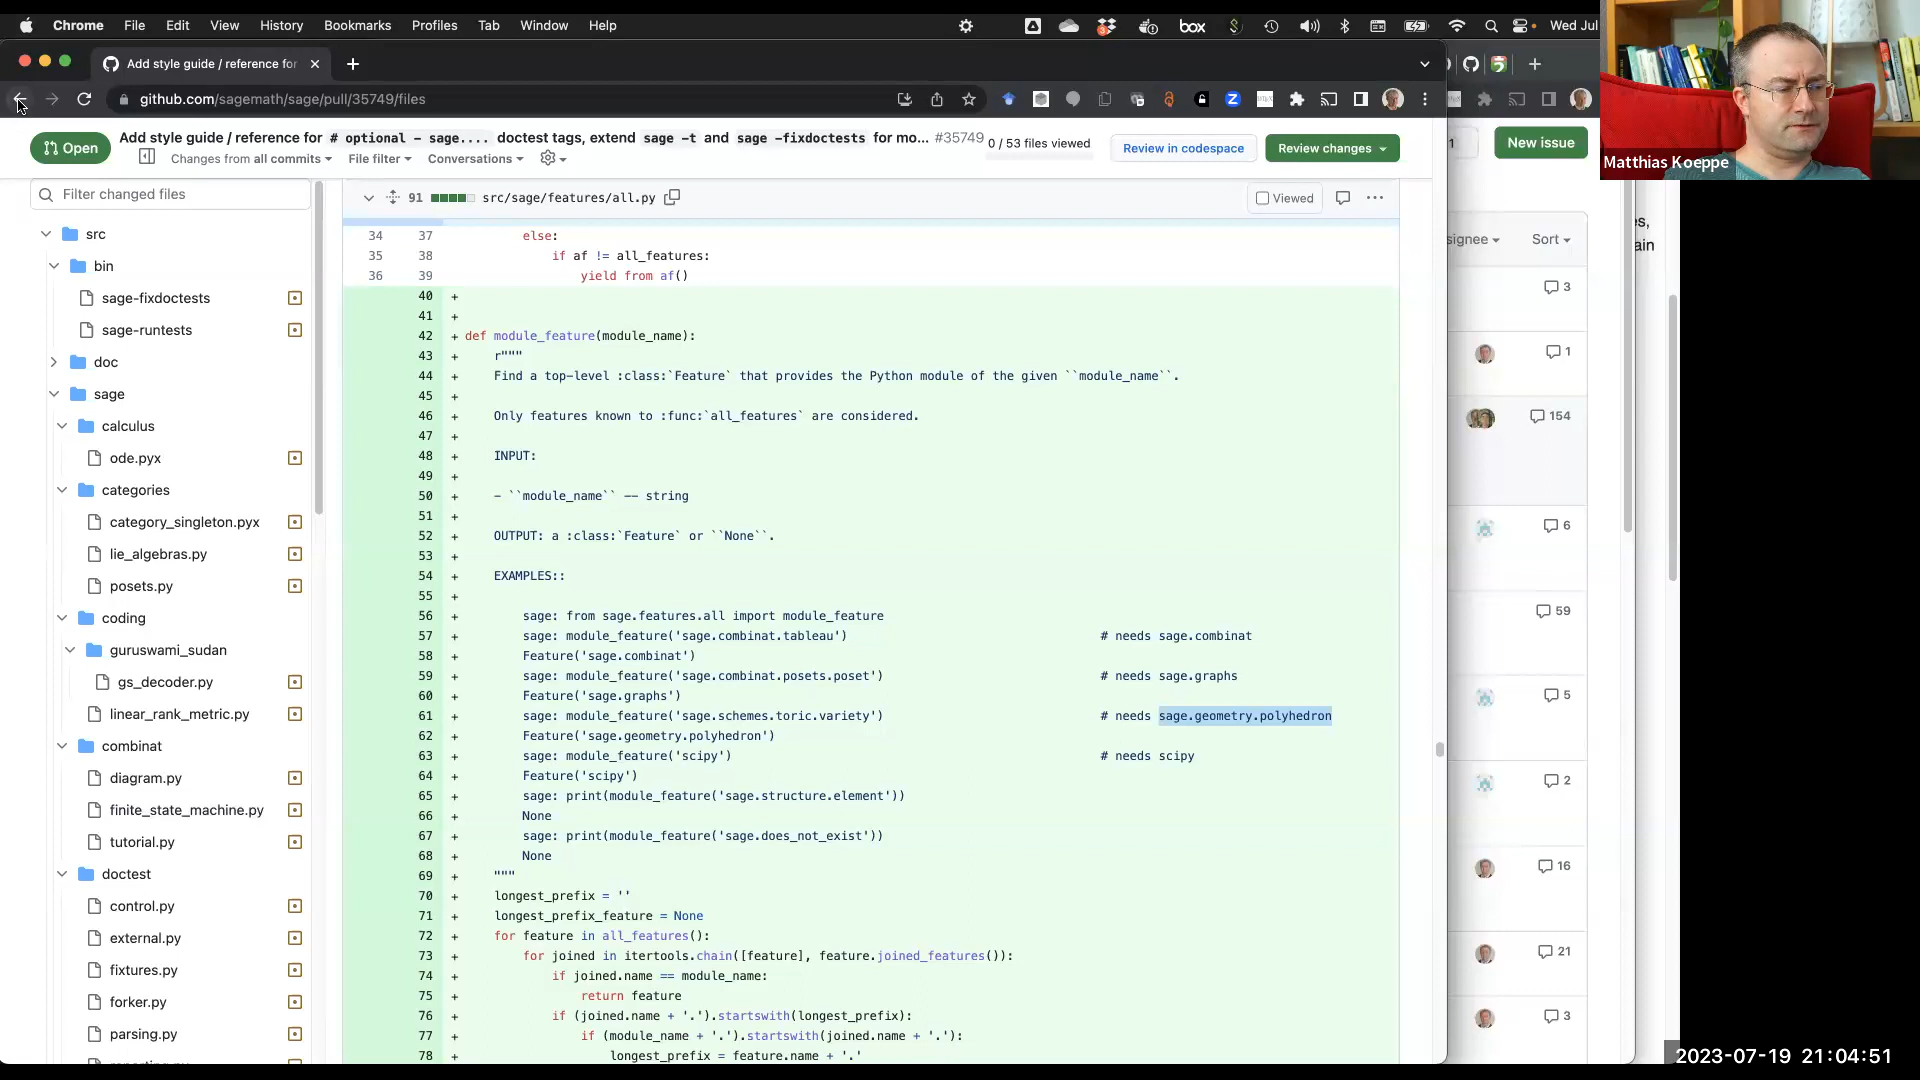 Chrome File Edit View History Bookmarks Profiles Tab Window Help box Wed Jul
Add style guide / reference for
github.com/sagemath/sage/pull/35749/files
Open Add style guide / reference for # optional - sage.... doctest tags, extend sage -t and sage -fixdoctests for mo... #35749
Changes from all commits File filter Conversations
0 / 53 files viewed
Review in codespace
Review changes
1
New issue
Matthias Koeppe
Filter changed files
91 src/sage/features/all.py Viewed
src
bin
sage-fixdoctests
sage-runtests
doc
sage
calculus
ode.pyx
categories
category_singleton.pyx
lie_algebras.py
posets.py
coding
guruswami_sudan
gs_decoder.py
linear_rank_metric.py
combinat
diagram.py
finite_state_machine.py
tutorial.py
doctest
control.py
external.py
fixtures.py
forker.py
parsing.py
34 37 else:
35 38 if af != all_features:
36 39 yield from af()
40 +
41 +
42 + def module_feature(module_name):
43 + r"""
44 + Find a top-level :class:`Feature` that provides the Python module of the given ``module_name``.
45 +
46 + Only features known to :func:`all_features` are considered.
47 +
48 + INPUT:
49 +
50 + - ``module_name`` -- string
51 +
52 + OUTPUT: a :class:`Feature` or ``None``.
53 +
54 + EXAMPLES::
55 +
56 + sage: from sage.features.all import module_feature
57 + sage: module_feature('sage.combinat.tableau') # needs sage.combinat
58 + Feature('sage.combinat')
59 + sage: module_feature('sage.combinat.posets.poset') # needs sage.graphs
60 + Feature('sage.graphs')
61 + sage: module_feature('sage.schemes.toric.variety') # needs sage.geometry.polyhedron
62 + Feature('sage.geometry.polyhedron')
63 + sage: module_feature('scipy') # needs scipy
64 + Feature('scipy')
65 + sage: print(module_feature('sage.structure.element'))
66 + None
67 + sage: print(module_feature('sage.does_not_exist'))
68 + None
69 + """
70 + longest_prefix = ''
71 + longest_prefix_feature = None
72 + for feature in all_features():
73 + for joined in itertools.chain([feature], feature.joined_features()):
74 + if joined.name == module_name:
75 + return feature
76 + if (joined.name + '.').startswith(longest_prefix):
77 + if (module_name + '.').startswith(joined.name + '.'):
78 + longest_prefix = feature.name + '.'
signee Sort
3
1
154
6
59
5
2
16
21
3
es,
ain
2023-07-19 21:04:51